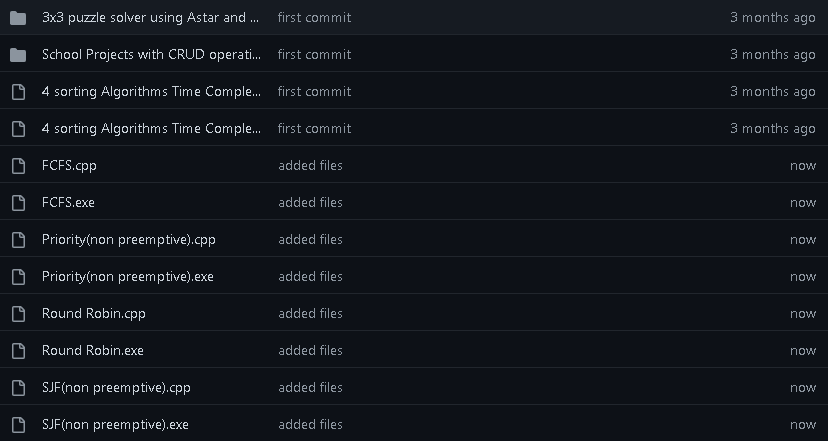 3x3 puzzle solver using Astar and ... first commit 3 months ago
School Projects with CRUD operati... first commit 3 months ago
4 sorting Algorithms Time Comple... first commit 3 months ago
4 sorting Algorithms Time Comple... first commit 3 months ago
FCFS.cpp added files now
FCFS.exe added files now
Priority(non preemptive).cpp added files now
Priority(non preemptive).exe added files now
Round Robin.cpp added files now
Round Robin.exe added files now
SJF(non preemptive).cpp added files now
SJF(non preemptive).exe added files now